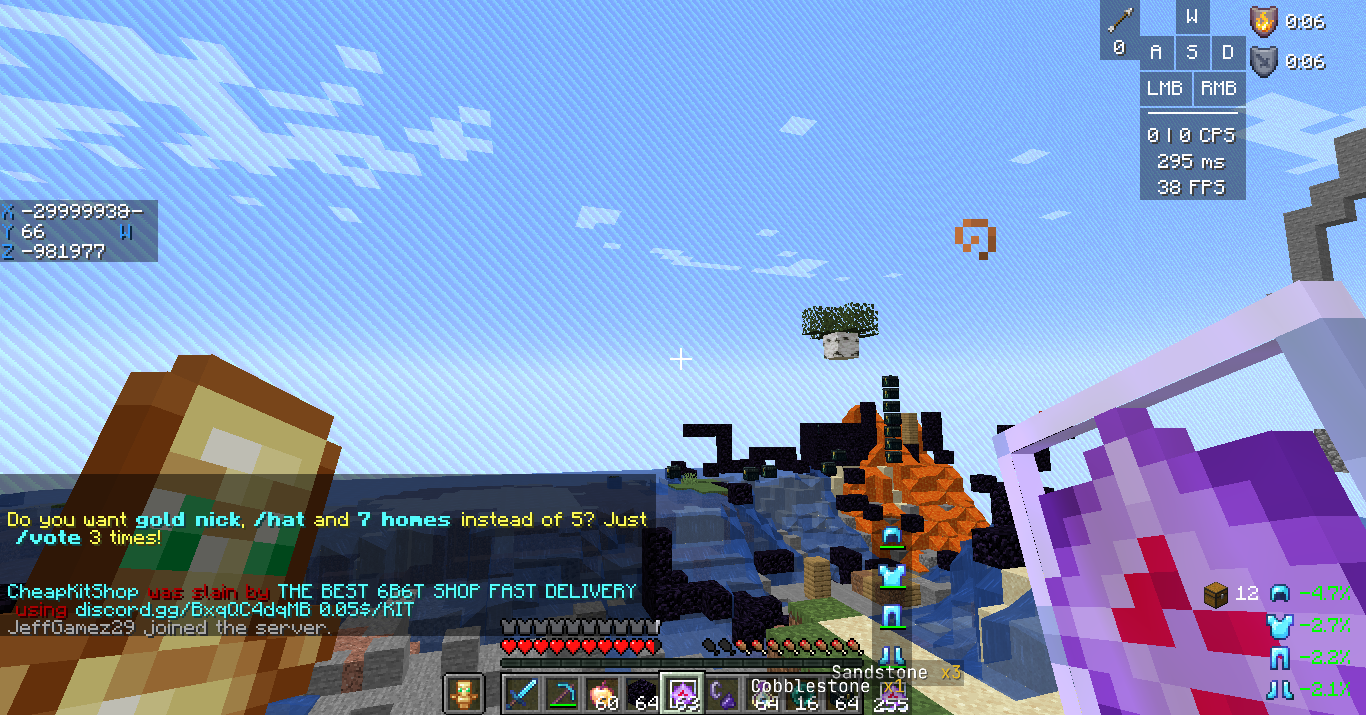 W
0:06
0
A S D
0:06
LMB RMB
0 | 0 CPS
295 ms
38 FPS
X -29999938-
Y 66 W
Z -981977
Do you want gold nick, /hat and 7 homes instead of 5? Just
/vote 3 times!
CheapKitShop was slain by THE BEST 6B6T SHOP FAST DELIVERY
using discord.gg/BxqQC4dqMB 0.05$/KIT
JeffGamez29 joined the server.
12 -4.7%
-2.7%
-2.2%
-2.1%
Sandstone x3
Cobblestone x1
60 64 63 64 16 64 255